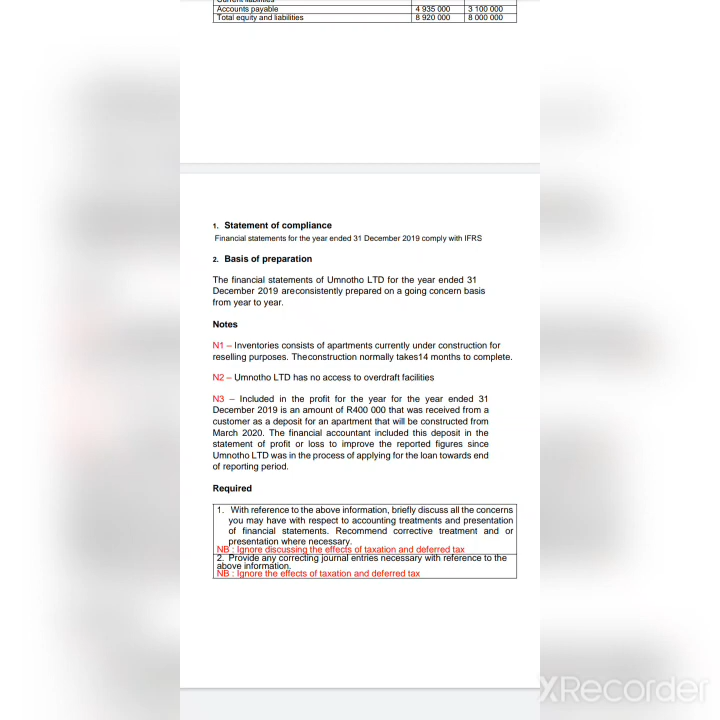 Current liabilities
Accounts payable 4 935 000 3 100 000
Total equity and liabilities 8 920 000 8 000 000
1. Statement of compliance
Financial statements for the year ended 31 December 2019 comply with IFRS
2. Basis of preparation
The financial statements of Umnotho LTD for the year ended 31
December 2019 areconsistently prepared on a going concern basis
from year to year.
Notes
N1 – Inventories consists of apartments currently under construction for
reselling purposes. Theconstruction normally takes14 months to complete.
N2 – Umnotho LTD has no access to overdraft facilities
N3 – Included in the profit for the year for the year ended 31
December 2019 is an amount of R400 000 that was received from a
customer as a deposit for an apartment that will be constructed from
March 2020. The financial accountant included this deposit in the
statement of profit or loss to improve the reported figures since
Umnotho LTD was in the process of applying for the loan towards end
of reporting period.
Required
1. With reference to the above information, briefly discuss all the concerns
you may have with respect to accounting treatments and presentation
of financial statements. Recommend corrective treatment and or
presentation where necessary.
NB : Ignore discussing the effects of taxation and deferred tax
2. Provide any correcting journal entries necessary with reference to the
above information.
NB : Ignore the effects of taxation and deferred tax
XRecorder